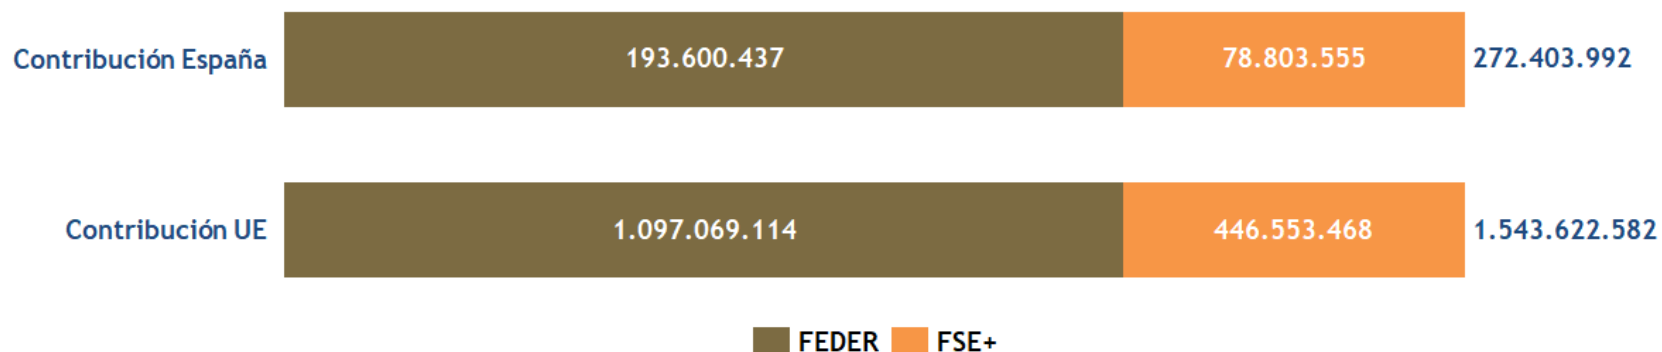 Contribución España 193.600.437 78.803.555 272.403.992
Contribución UE 1.097.069.114 446.553.468 1.543.622.582
FEDER FSE+